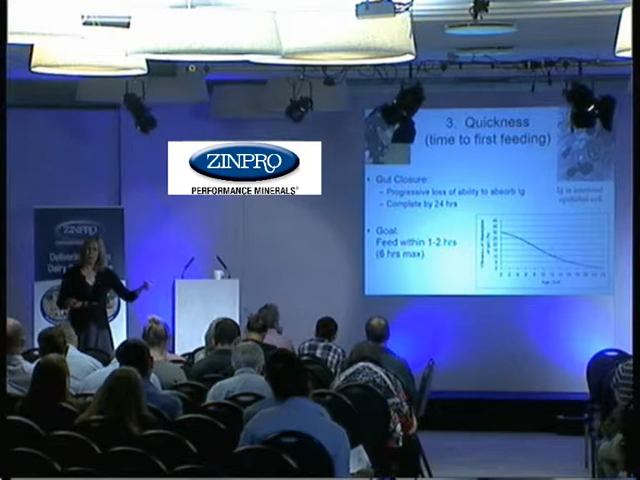 ZINPRO
PERFORMANCE MINERALS®
3. Quickness
(time to first feeding)
• Gut Closure:
– Progressive loss of ability to absorb Ig
– Complete by 24 hrs
• Goal:
Feed within 1-2 hrs
(6 hrs max)
ZINPRO
Dairy